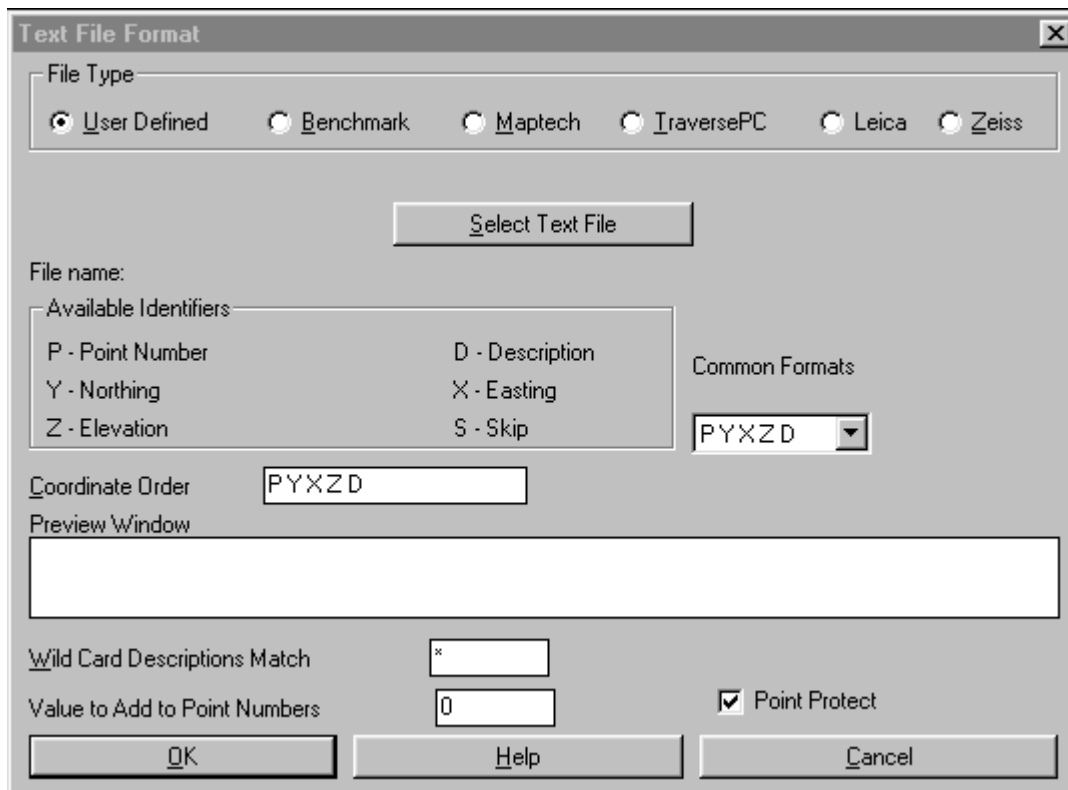 Text File Format
File Type
User Defined Benchmark Maptech TraversePC Leica Zeiss
Select Text File
File name:
Available Identifiers
P - Point Number D - Description
Y - Northing X - Easting
Z - Elevation S - Skip
Common Formats
PYXZD
Coordinate Order PYXZD
Preview Window
Wild Card Descriptions Match *
Value to Add to Point Numbers 0 Point Protect
OK Help Cancel